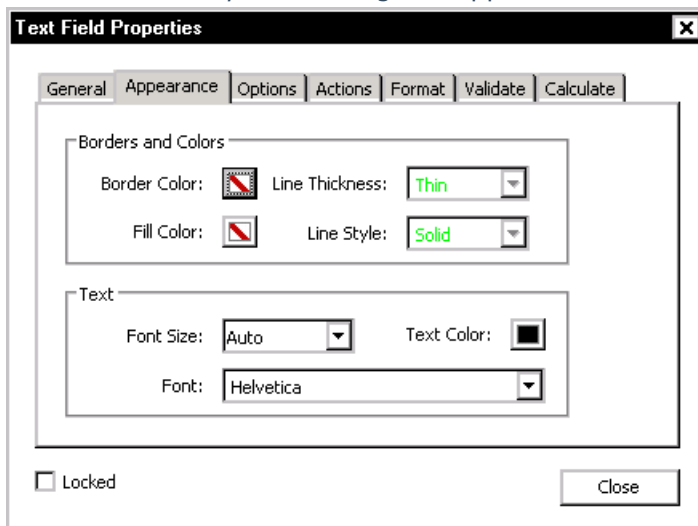 Text Field Properties
General Appearance Options Actions Format Validate Calculate
Borders and Colors
Border Color: Line Thickness: Thin
Fill Color: Line Style: Solid
Text
Font Size: Auto Text Color:
Font: Helvetica
Locked
Close